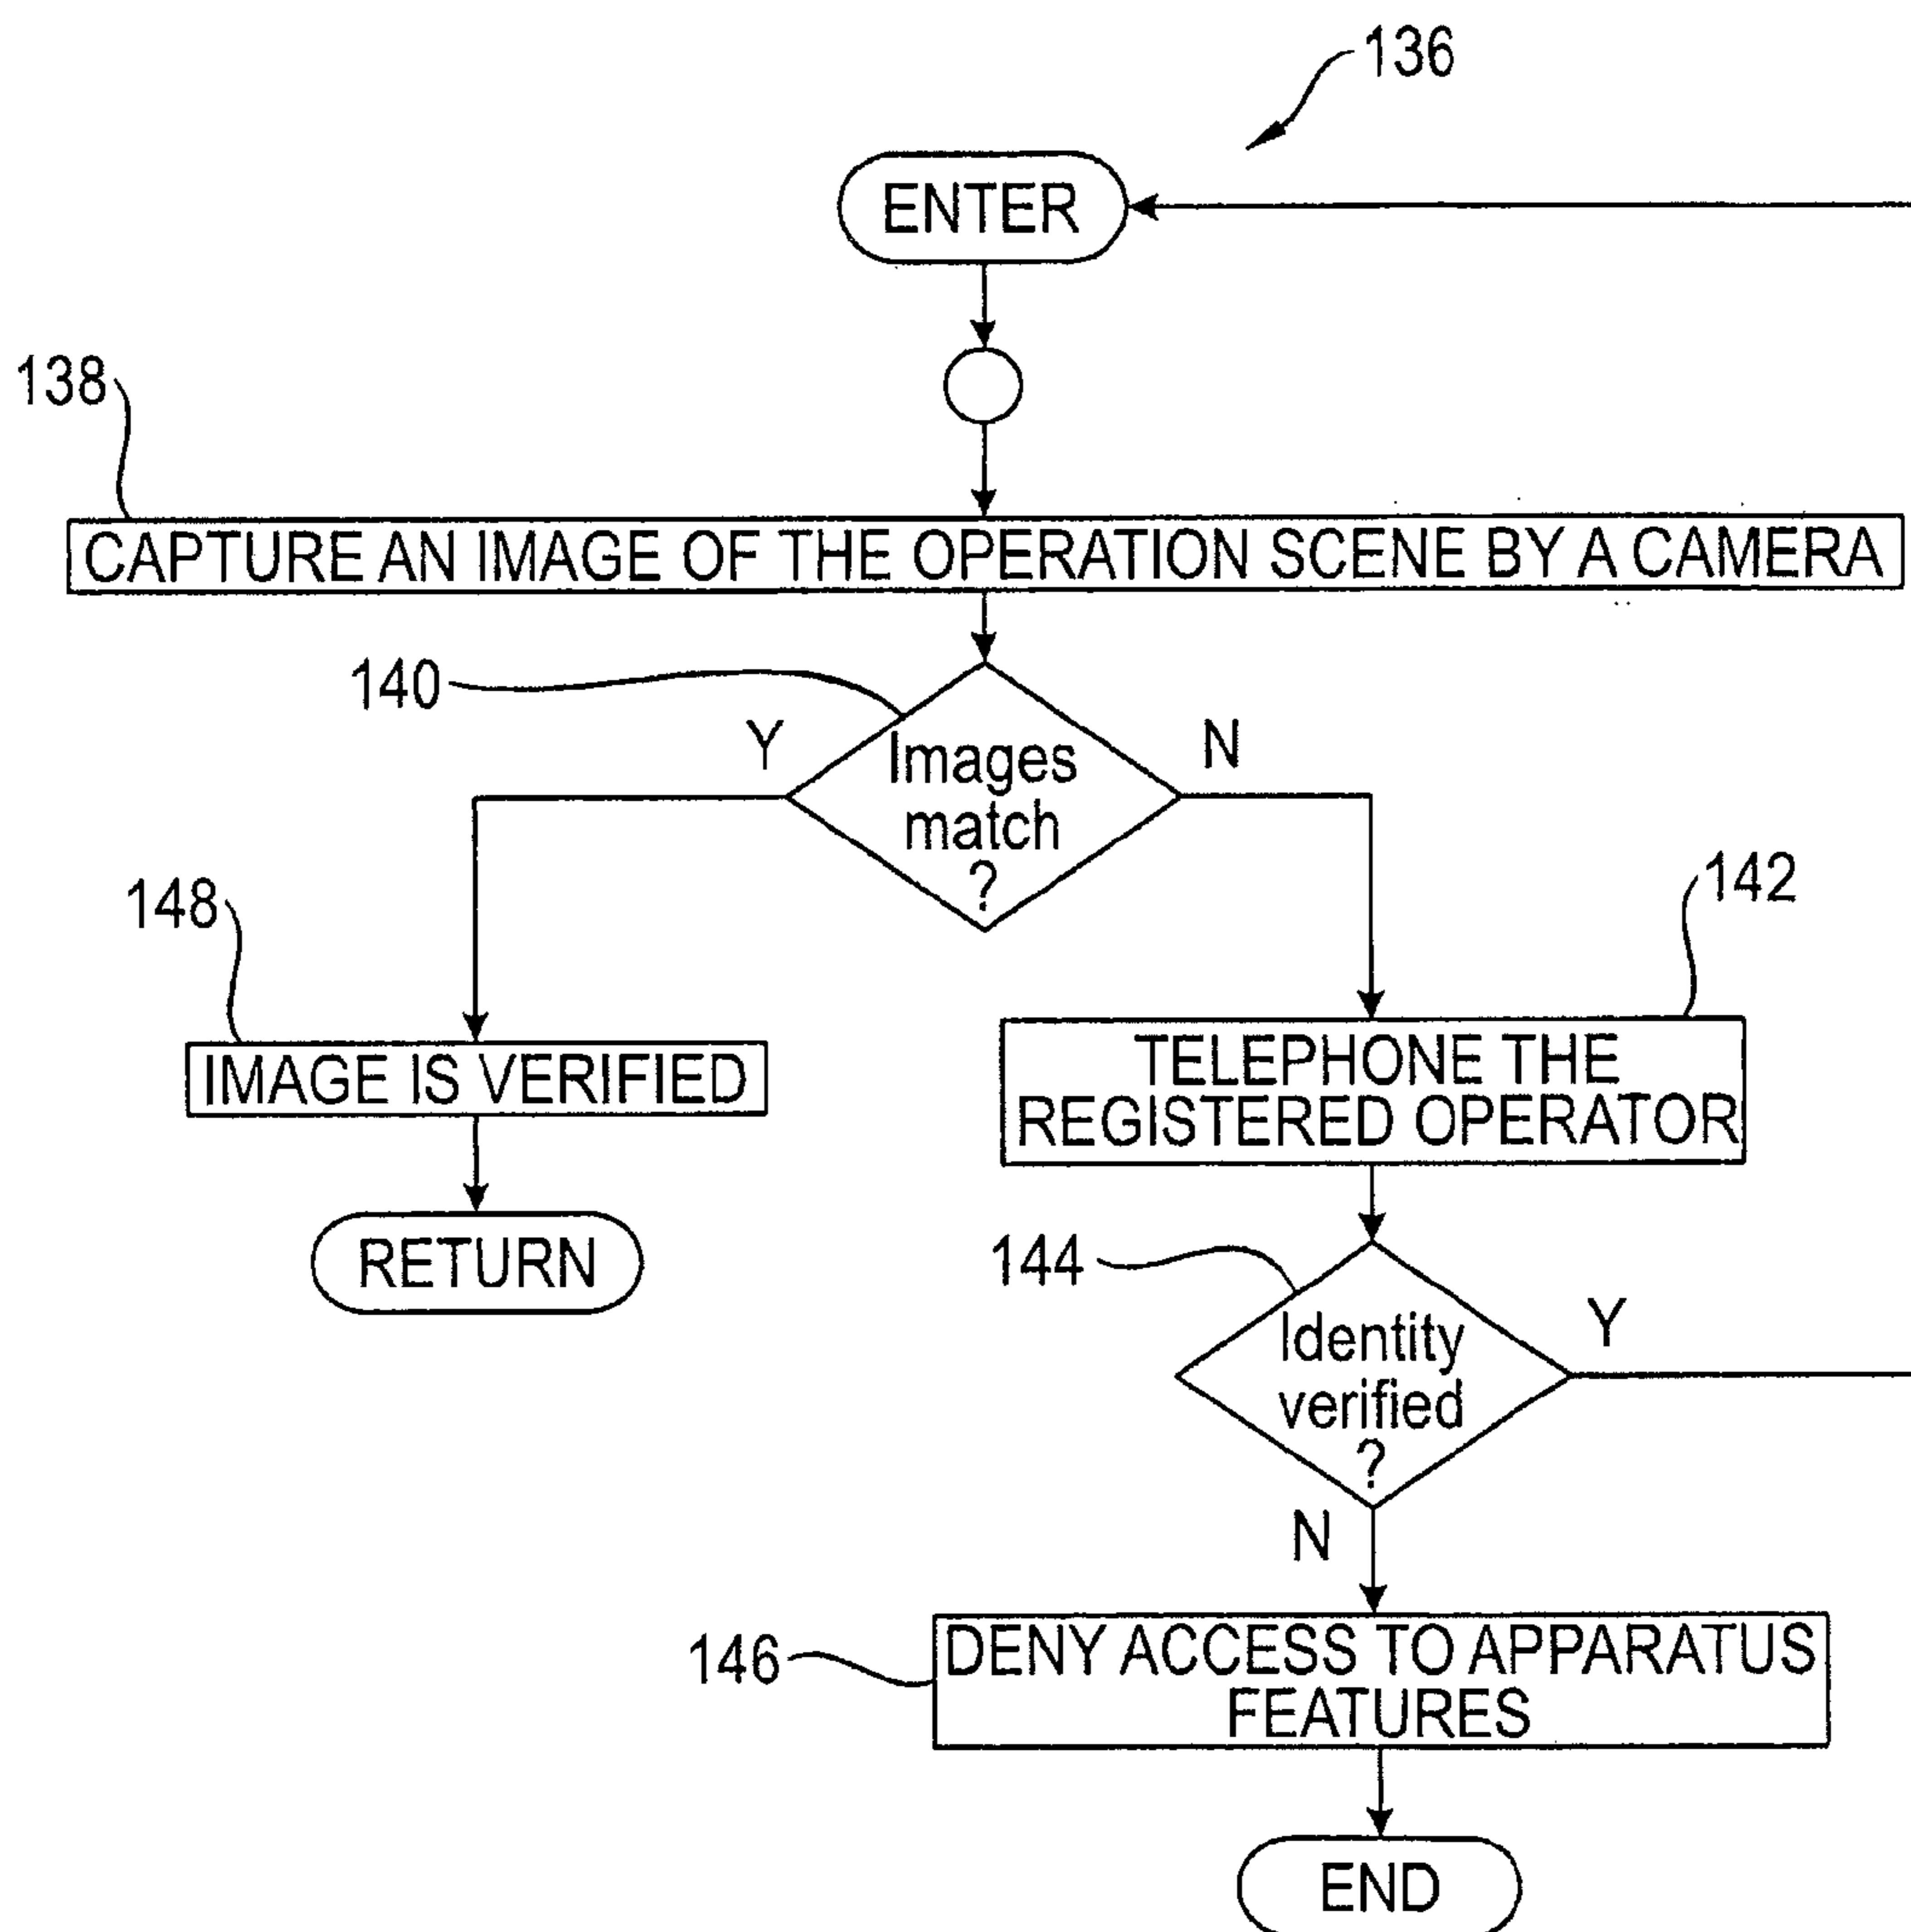 136
ENTER
138
CAPTURE AN IMAGE OF THE OPERATION SCENE BY A CAMERA
140
Y
N
Images
match
?
148
142
IMAGE IS VERIFIED
TELEPHONE THE
REGISTERED OPERATOR
RETURN
144
Y
Identity
verified
?
N
146
DENY ACCESS TO APPARATUS
FEATURES
END